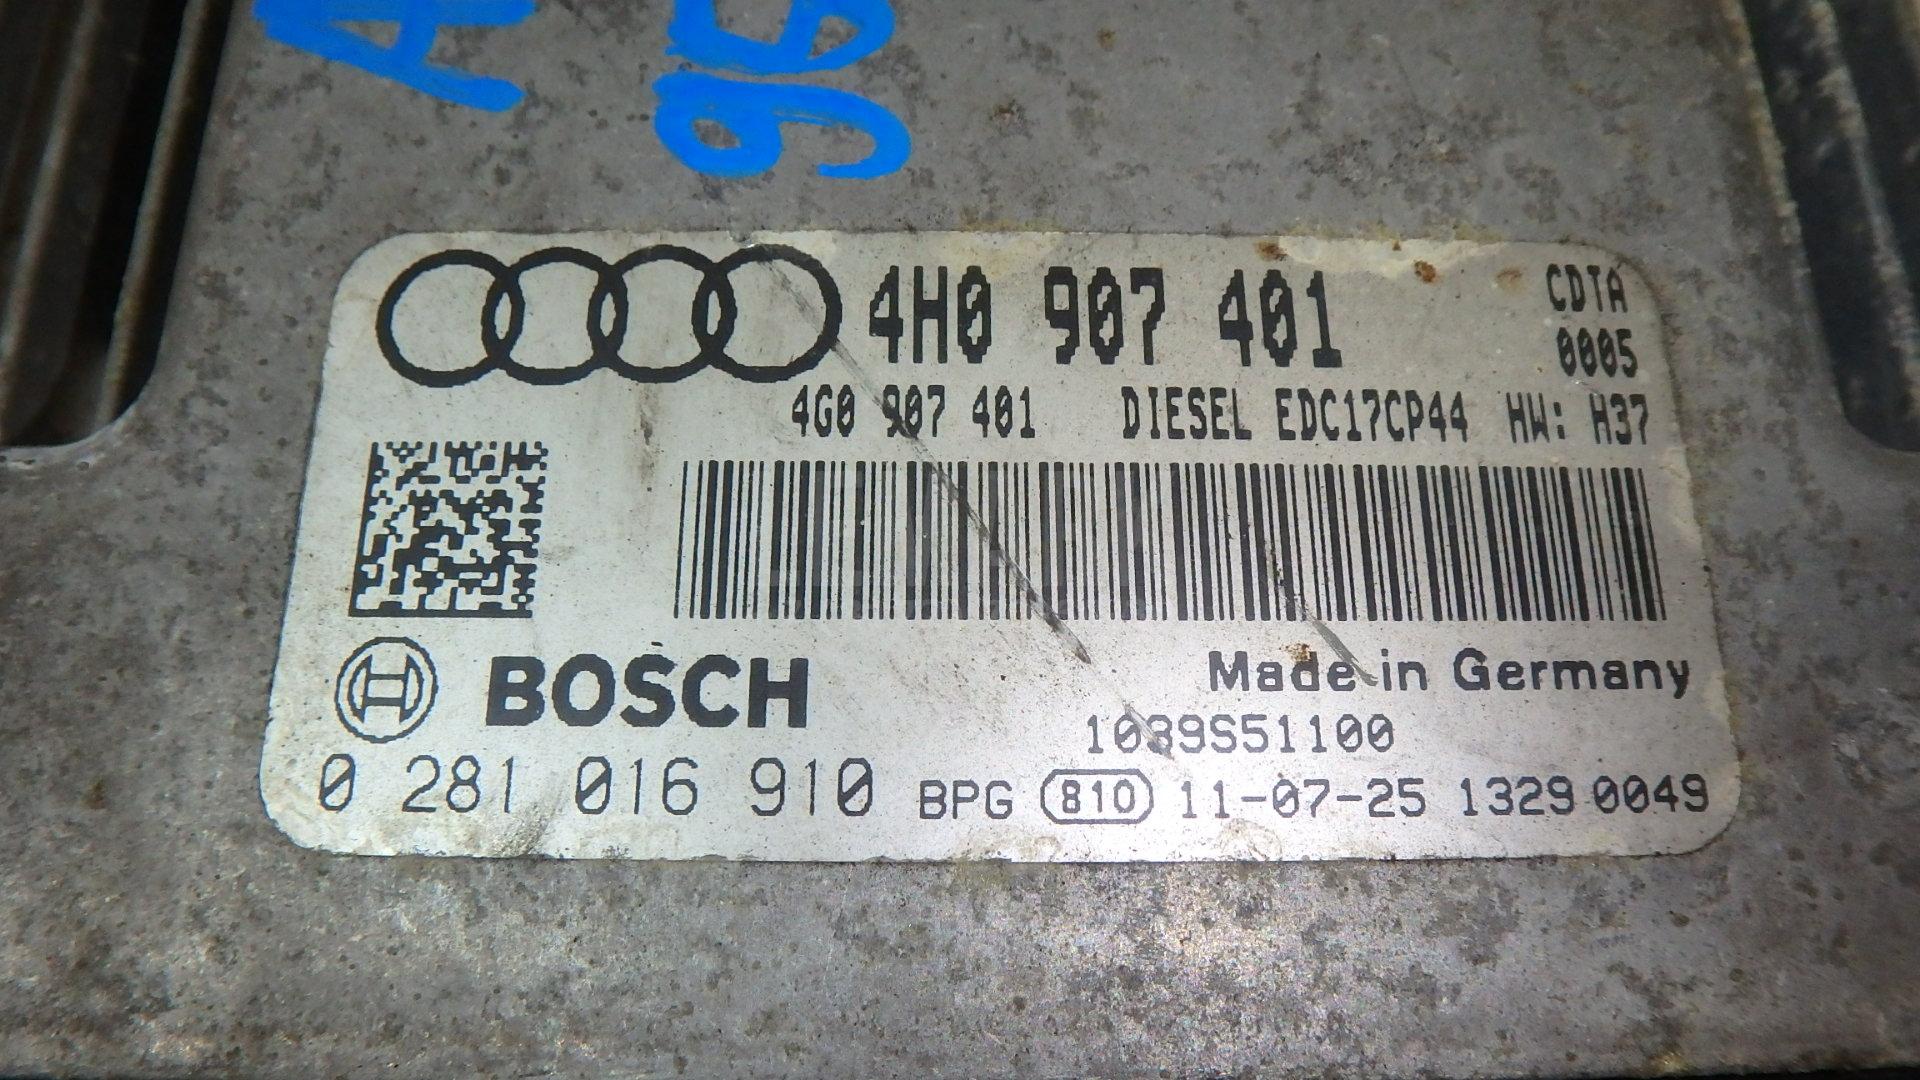 4H0 907 401 CDTA
0005
4G0 907 401 DIESEL EDC17CP44 HW: H37
BOSCH Made in Germany
1039S51100
0 281 016 910 BPG 810 11-07-25 1329 0049